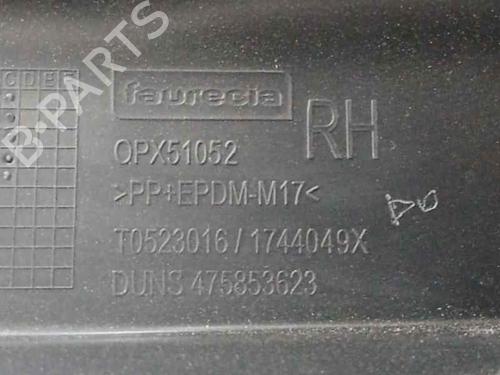 C D E F
faurecia
RH
OPX51052
>PP+EPDM-M17<
T0523016 / 1744049X
DUNS 475853623
B-PARTS